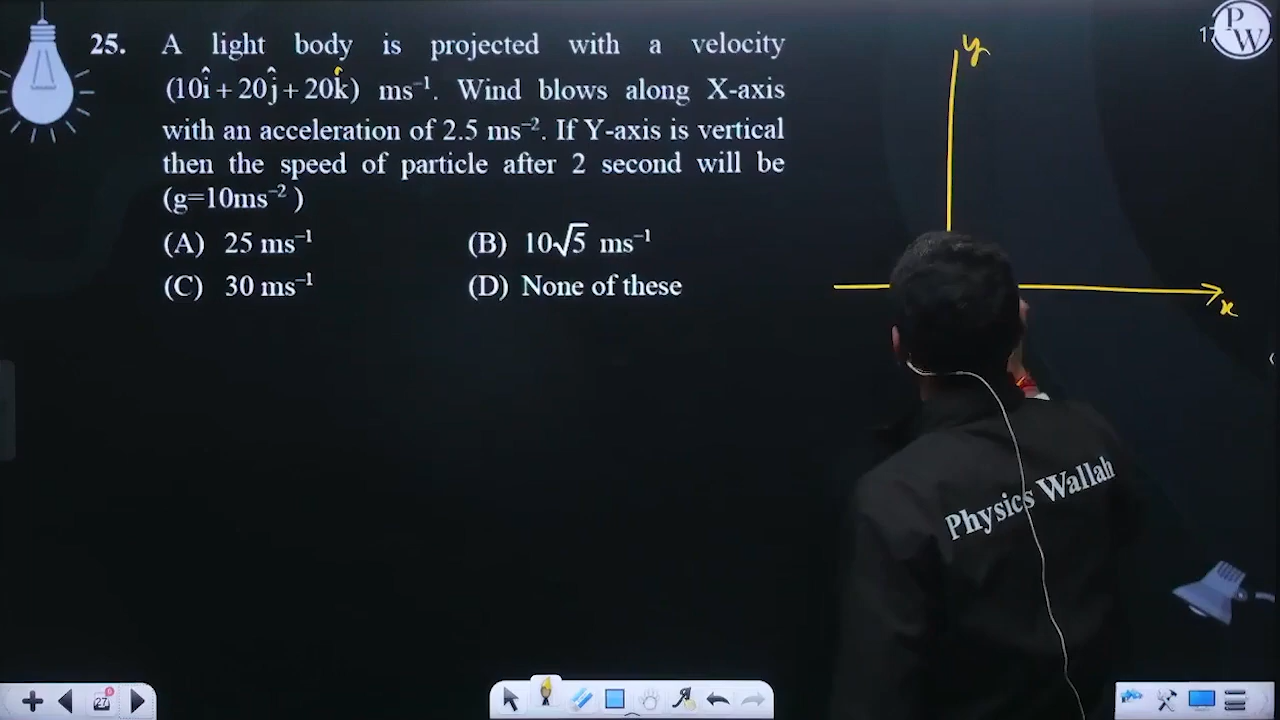 25. A light body is projected with a velocity
(10î + 20ĵ + 20k̂) ms⁻¹. Wind blows along X-axis
with an acceleration of 2.5 ms⁻². If Y-axis is vertical
then the speed of particle after 2 second will be
(g=10ms⁻²)
(A) 25 ms⁻¹ (B) 10√5 ms⁻¹
(C) 30 ms⁻¹ (D) None of these
y
x
PW
Physics Wallah
27